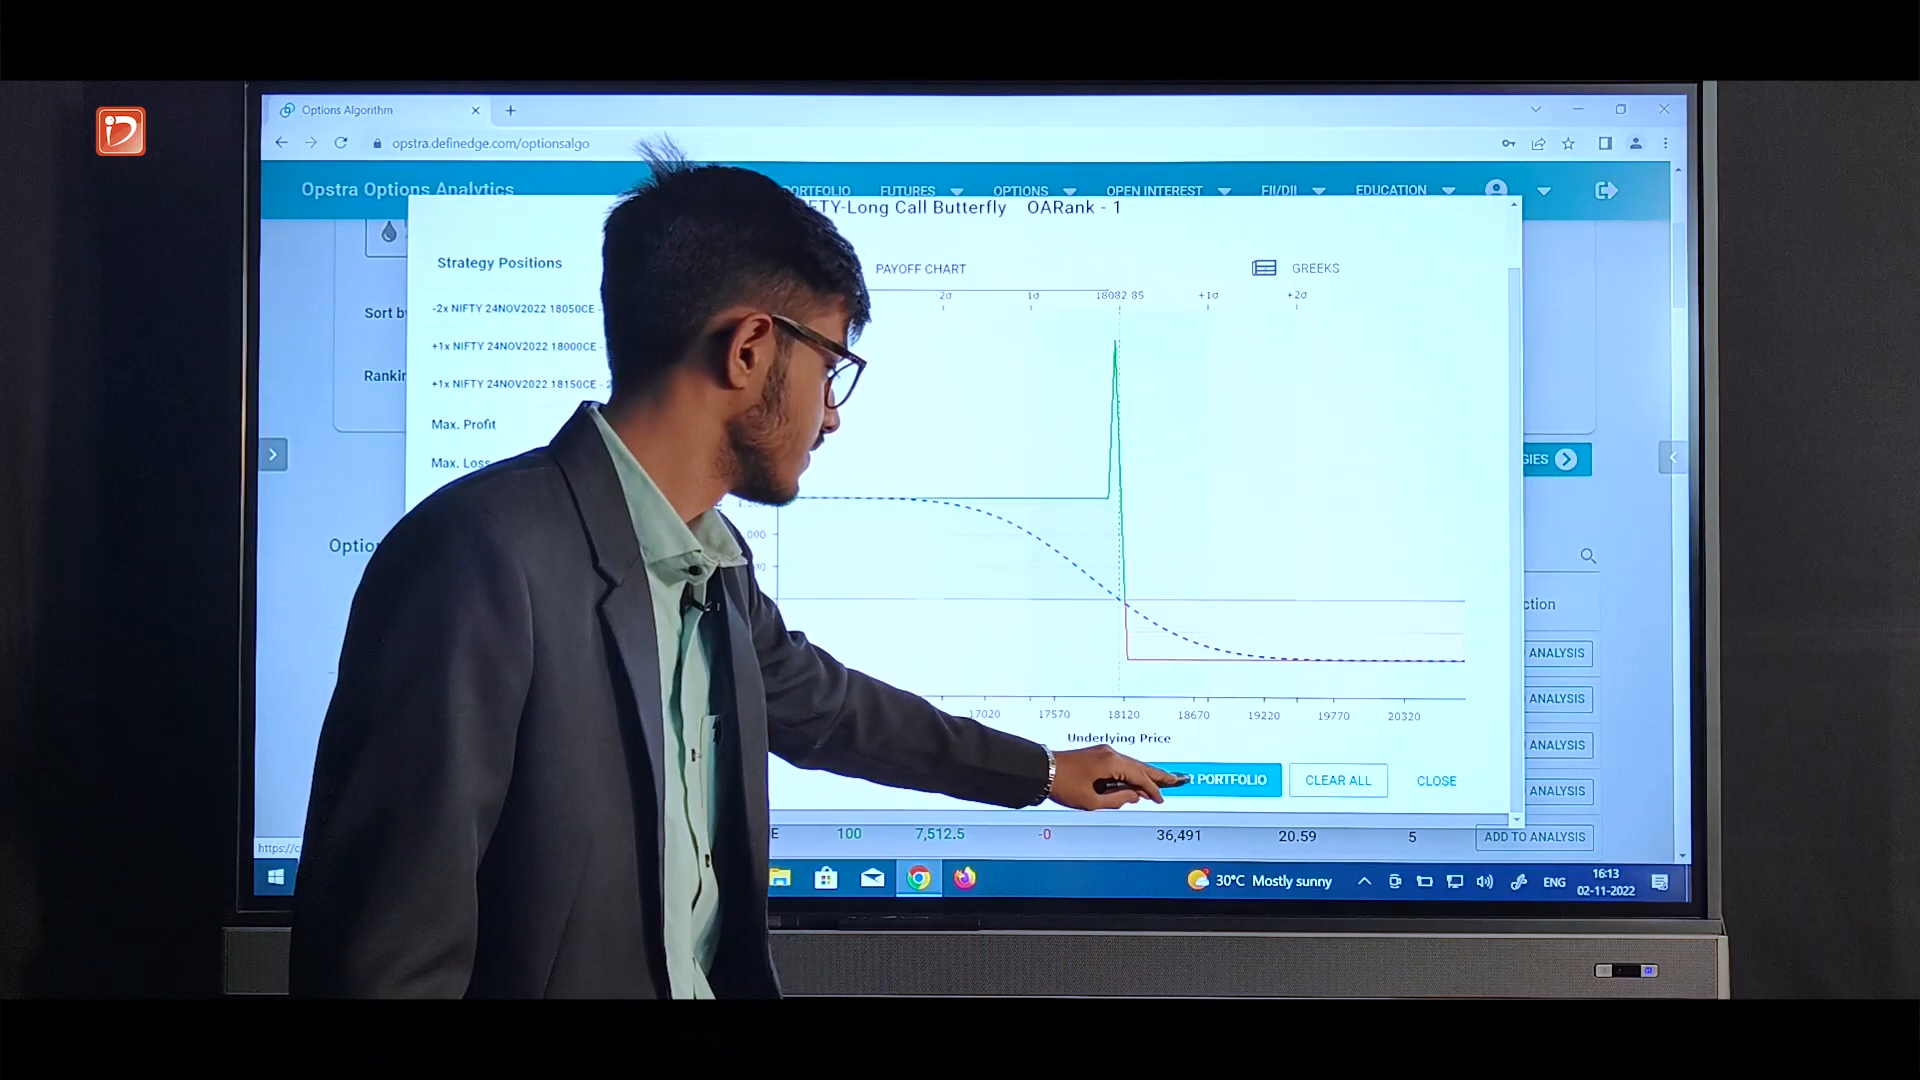 Options Algorithm
opstra.definedge.com/optionsalgo
Opstra Options Analytics
FUTURES
OPTIONS
OPEN INTEREST
FII/DII
EDUCATION
Long Call Butterfly OARank - 1
Strategy Positions
PAYOFF CHART
GREEKS
2σ 1σ 18082.85 +1σ +2σ
-2x NIFTY 24NOV2022 18050CE -
+1x NIFTY 24NOV2022 18000CE -
+1x NIFTY 24NOV2022 18150CE -
Sort
Max. Profit
Max. Loss
17020 17570 18120 18670 19220 19770 20320
Underlying Price
PORTFOLIO
CLEAR ALL
CLOSE
ANALYSIS
ANALYSIS
ANALYSIS
ANALYSIS
100 7,512.5 -0 36,491 20.59 5 ADD TO ANALYSIS
30°C Mostly sunny
ENG
16:13
02-11-2022